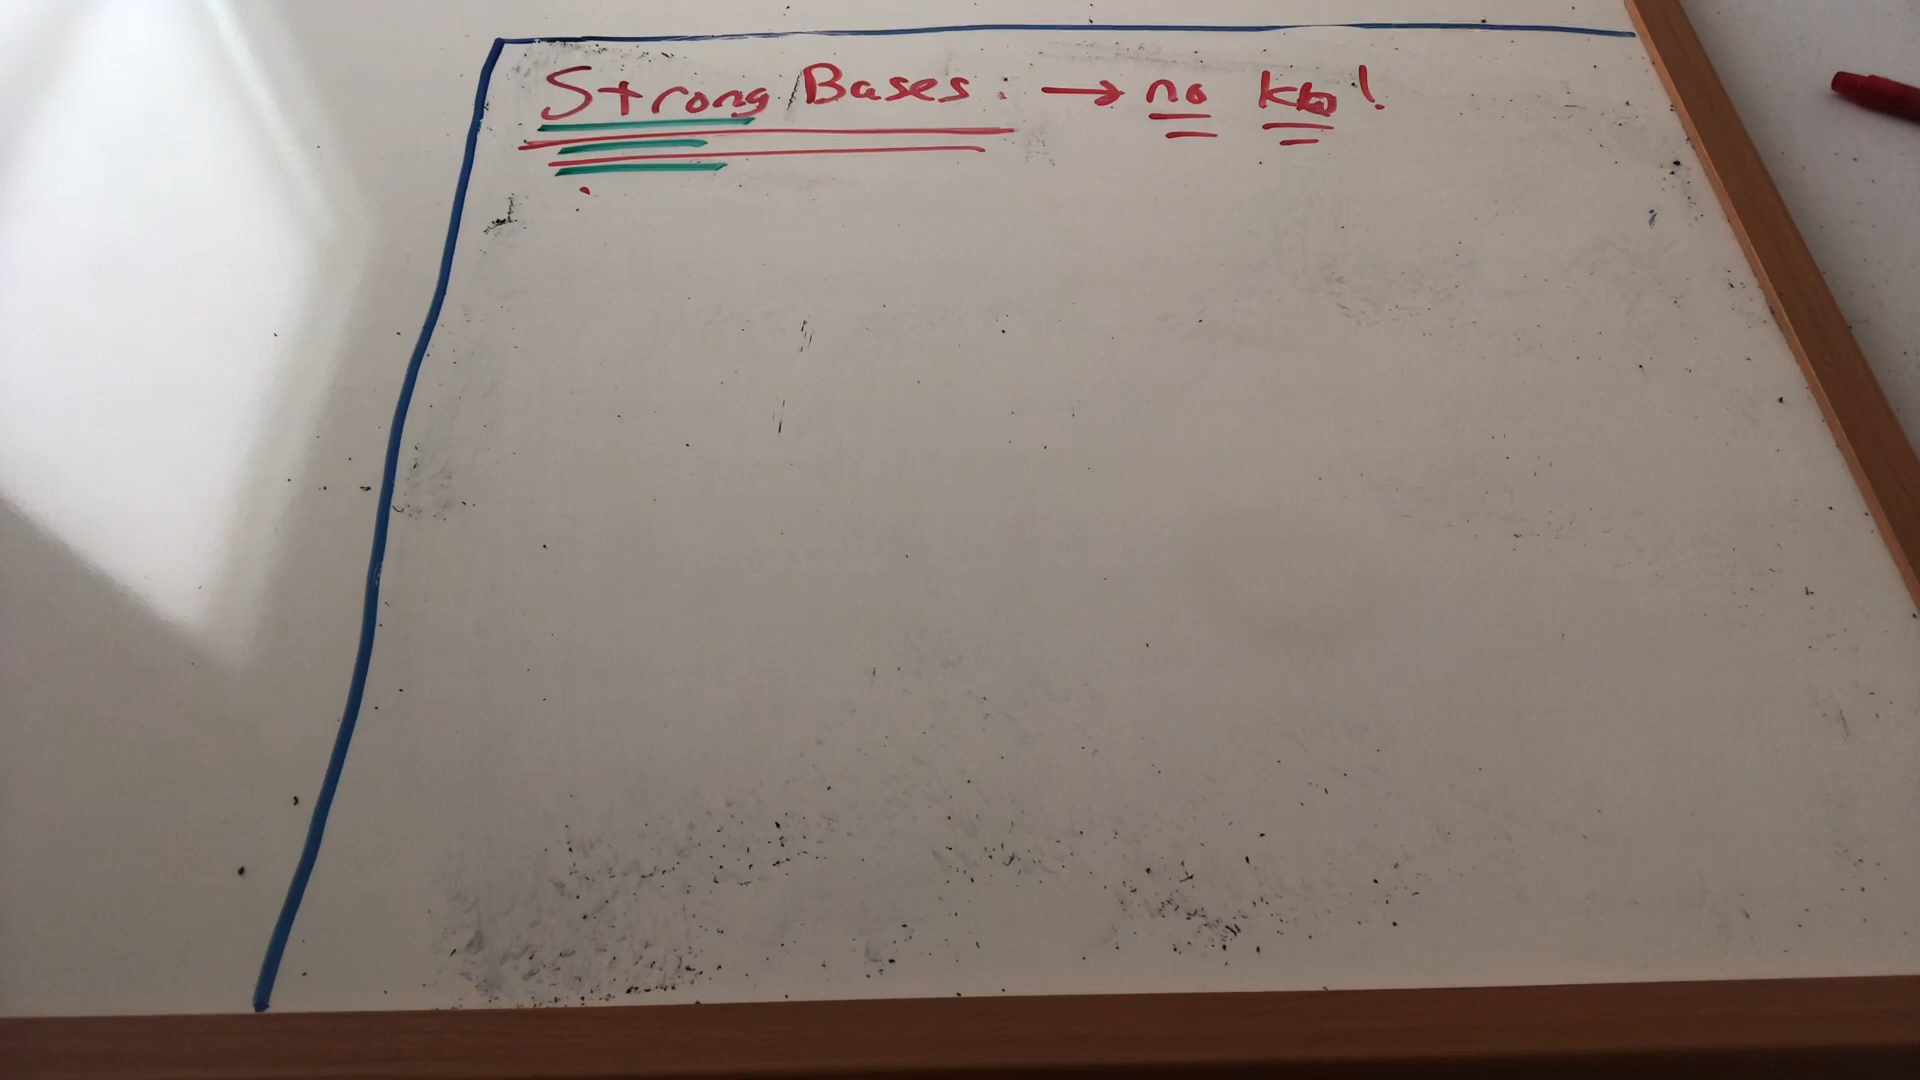 Strong Bases: → no kb!